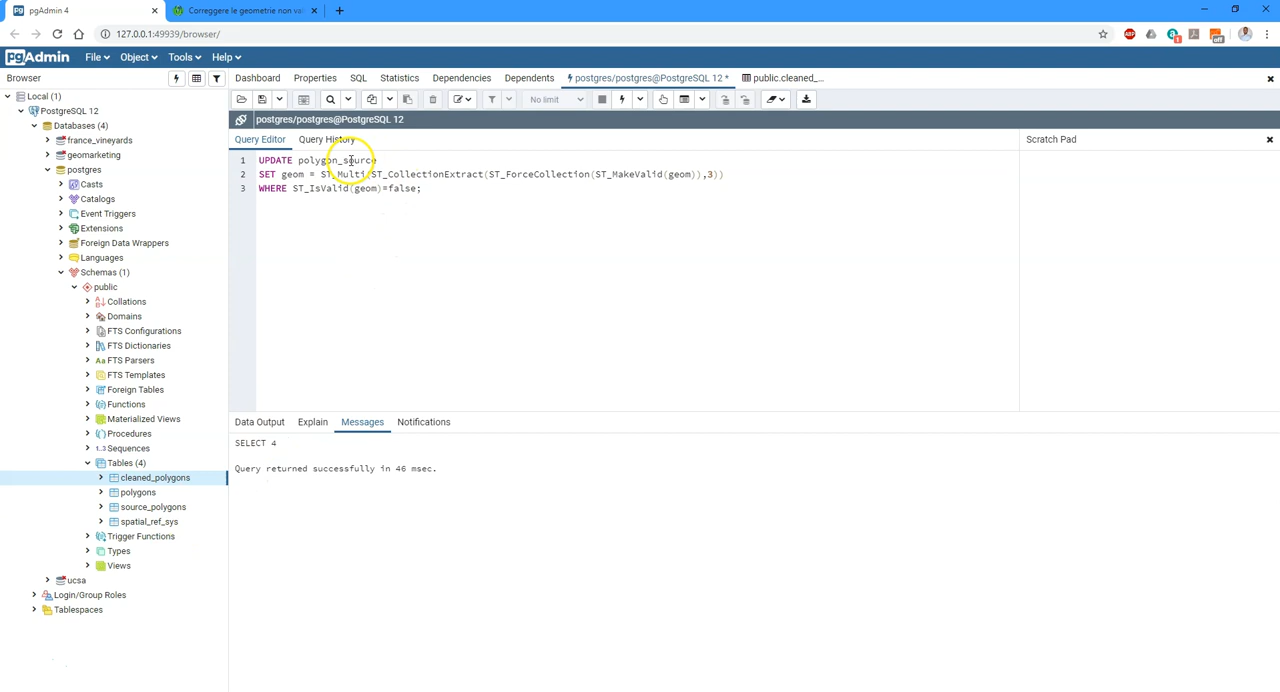 pgAdmin 4
Correggere le geometrie non va
127.0.0.1:49939/browser/
ABP
1
off
pgAdmin
File
Object
Tools
Help
Browser
Dashboard
Properties
SQL
Statistics
Dependencies
Dependents
postgres/postgres@PostgreSQL 12 *
public.cleaned_...
Local (1)
PostgreSQL 12
Databases (4)
france_vineyards
geomarketing
postgres
Casts
Catalogs
Event Triggers
Extensions
Foreign Data Wrappers
Languages
Schemas (1)
public
Collations
Domains
FTS Configurations
FTS Dictionaries
FTS Parsers
FTS Templates
Foreign Tables
Functions
Materialized Views
Procedures
1..3 Sequences
Tables (4)
cleaned_polygons
polygons
source_polygons
spatial_ref_sys
Trigger Functions
Types
Views
ucsa
Login/Group Roles
Tablespaces
No limit
postgres/postgres@PostgreSQL 12
Query Editor
Query History
Scratch Pad
1 UPDATE polygon_source
2 SET geom = ST_Multi(ST_CollectionExtract(ST_ForceCollection(ST_MakeValid(geom)),3))
3 WHERE ST_IsValid(geom)=false;
Data Output
Explain
Messages
Notifications
SELECT 4
Query returned successfully in 46 msec.